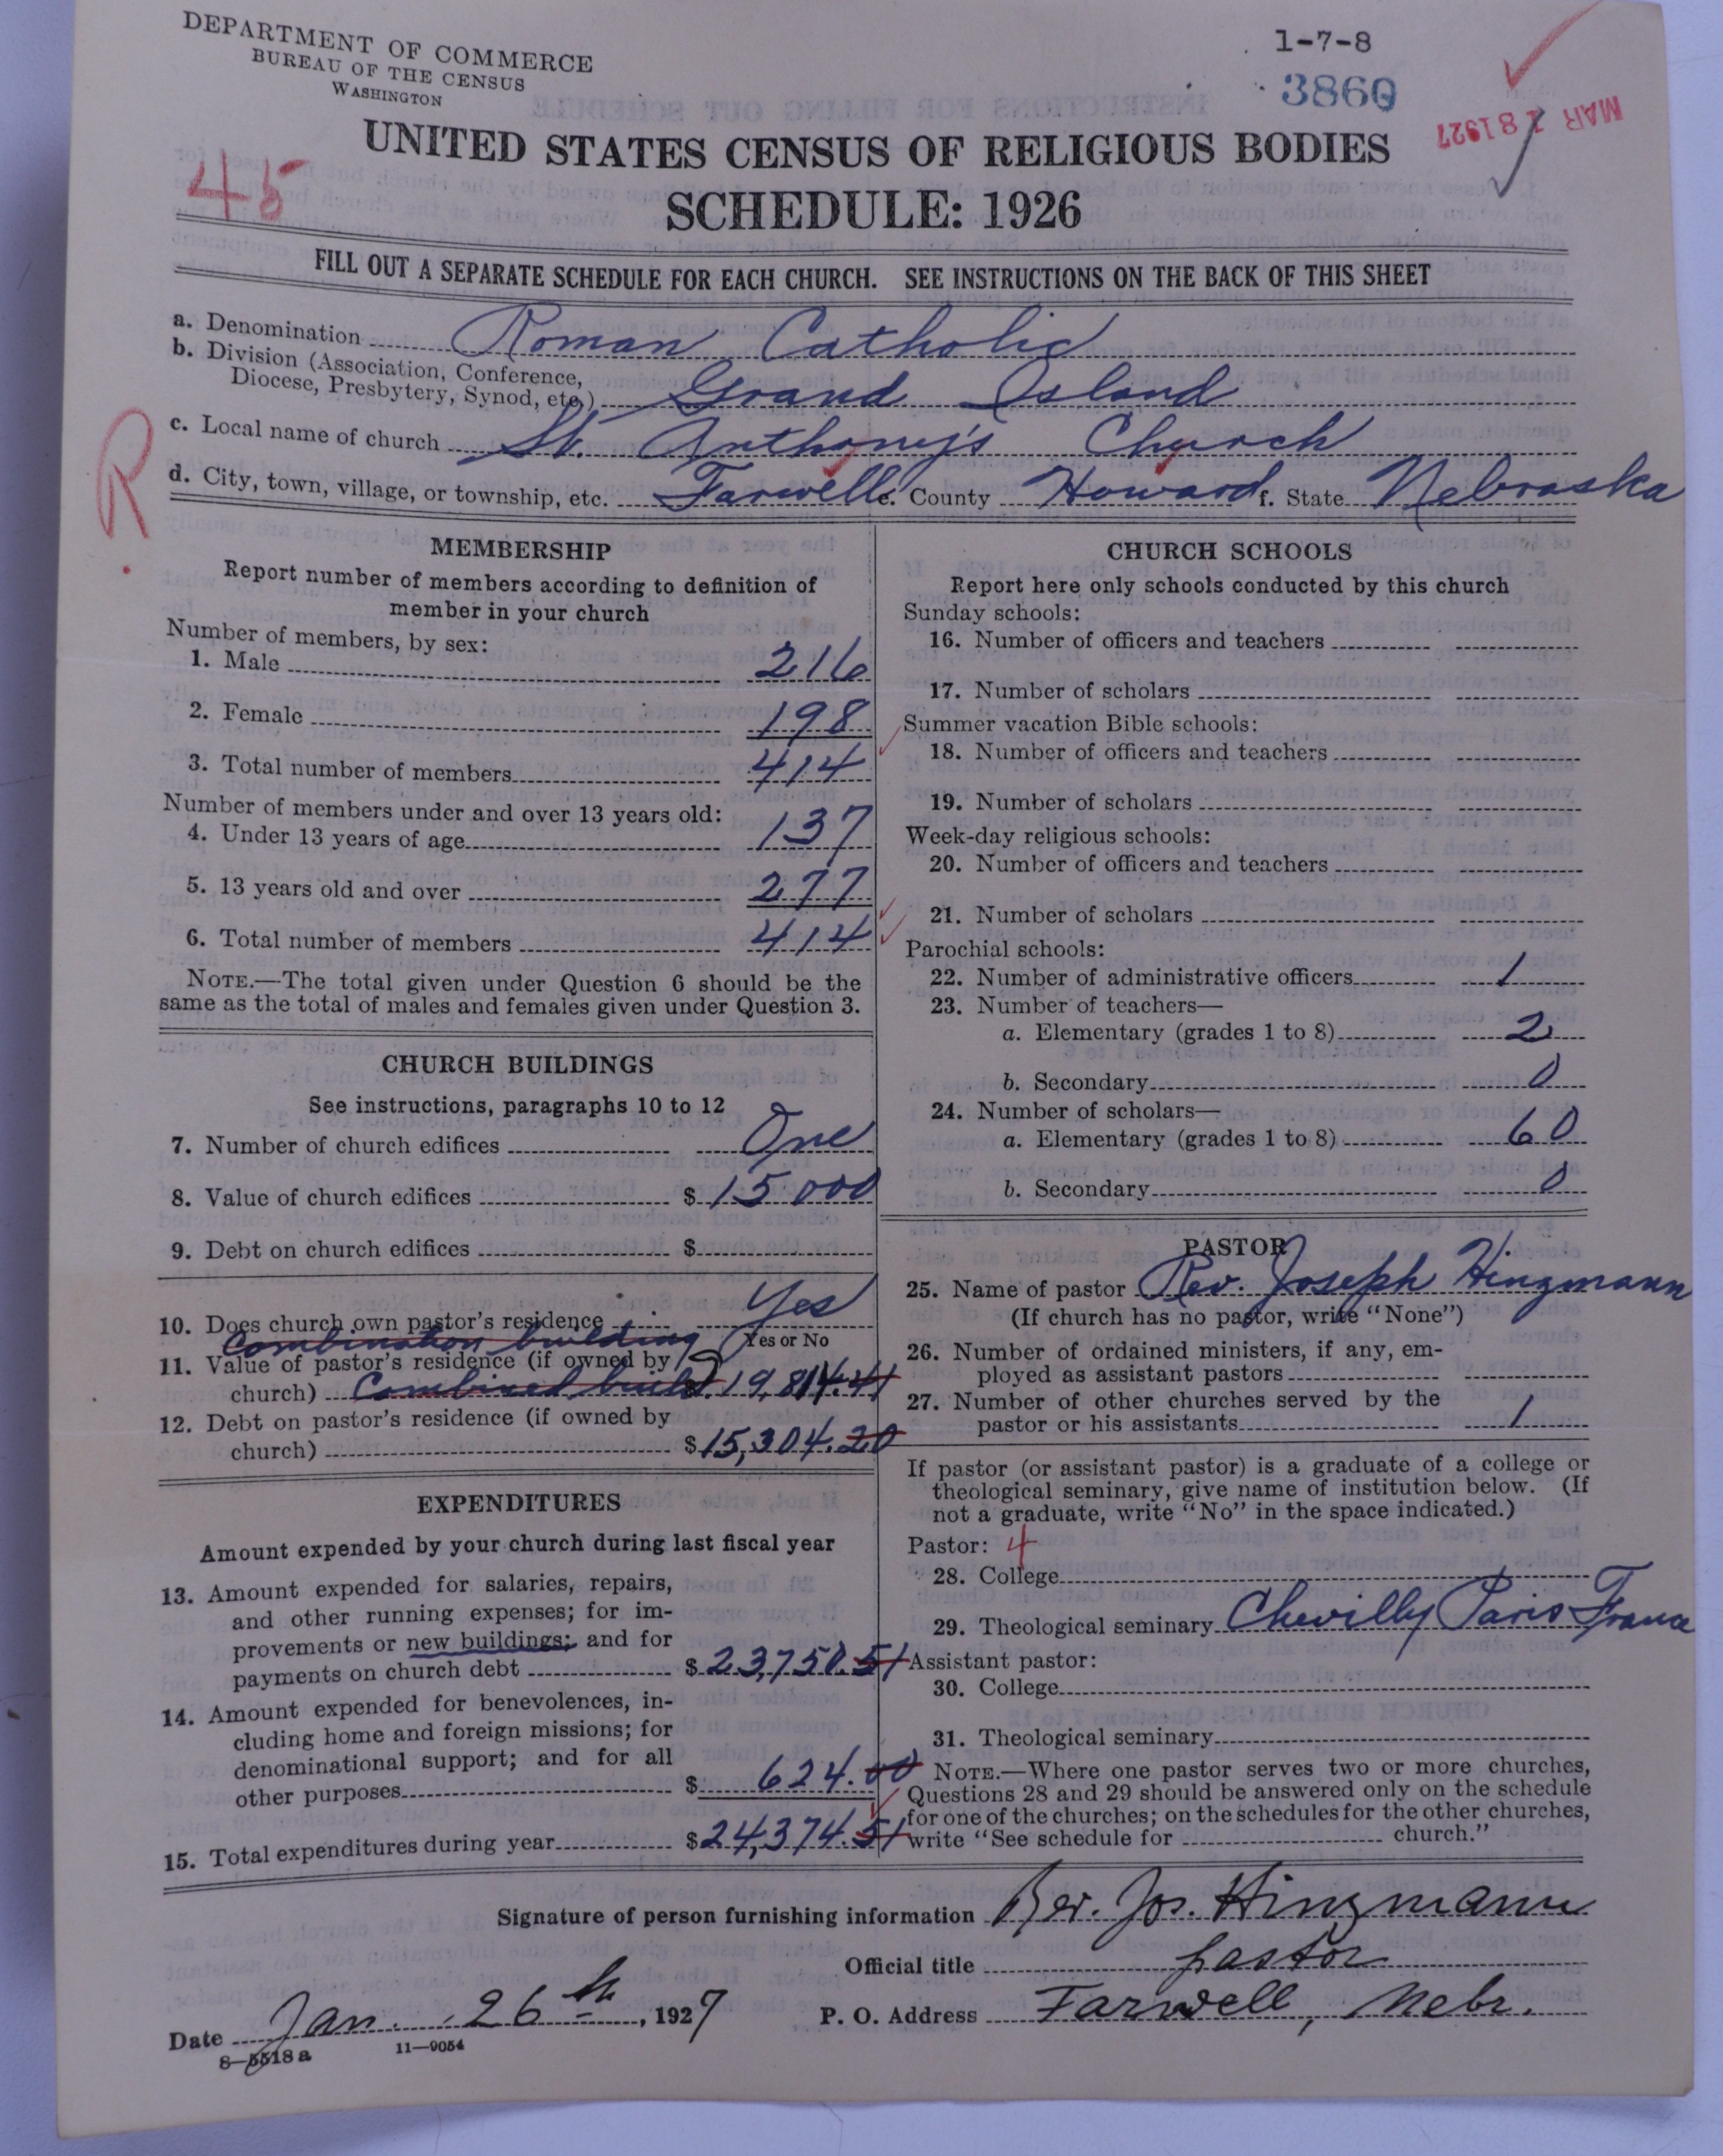 DEPARTMENT OF COMMERCE
BUREAU OF THE CENSUS
WASHINGTON
1-7-8
3860
MAR 18 1927
UNITED STATES CENSUS OF RELIGIOUS BODIES
45
SCHEDULE: 1926
FILL OUT A SEPARATE SCHEDULE FOR EACH CHURCH. SEE INSTRUCTIONS ON THE BACK OF THIS SHEET
a. Denomination Roman Catholic
b. Division (Association, Conference,
Diocese, Presbytery, Synod, etc.) Grand Island
R.
c. Local name of church St. Anthony's Church
d. City, town, village, or township, etc. Farwell e. County Howard f. State Nebraska
MEMBERSHIP
Report number of members according to definition of
member in your church
Number of members, by sex:
1. Male 216
2. Female 198
3. Total number of members 414
Number of members under and over 13 years old:
4. Under 13 years of age 137
5. 13 years old and over 277
6. Total number of members 414
NOTE.—The total given under Question 6 should be the
same as the total of males and females given under Question 3.
CHURCH BUILDINGS
See instructions, paragraphs 10 to 12
7. Number of church edifices One
8. Value of church edifices $ 15000
9. Debt on church edifices $
10. Does church own pastor's residence Yes
Combination building Yes or No
11. Value of pastor's residence (if owned by
church) Combined build. 19,814.41
12. Debt on pastor's residence (if owned by
church) $ 15,304.20
EXPENDITURES
Amount expended by your church during last fiscal year
13. Amount expended for salaries, repairs,
and other running expenses; for im-
provements or new buildings; and for
payments on church debt $ 23,750.51
14. Amount expended for benevolences, in-
cluding home and foreign missions; for
denominational support; and for all
other purposes $ 624.00
15. Total expenditures during year $ 24,374.51
CHURCH SCHOOLS
Report here only schools conducted by this church
Sunday schools:
16. Number of officers and teachers
17. Number of scholars
Summer vacation Bible schools:
18. Number of officers and teachers
19. Number of scholars
Week-day religious schools:
20. Number of officers and teachers
21. Number of scholars
Parochial schools:
22. Number of administrative officers 1
23. Number of teachers—
a. Elementary (grades 1 to 8) 2
b. Secondary 0
24. Number of scholars—
a. Elementary (grades 1 to 8) 60
b. Secondary 0
PASTOR
25. Name of pastor Rev. Joseph Hinzmann
(If church has no pastor, write "None")
26. Number of ordained ministers, if any, em-
ployed as assistant pastors
27. Number of other churches served by the
pastor or his assistants 1
If pastor (or assistant pastor) is a graduate of a college or
theological seminary, give name of institution below. (If
not a graduate, write "No" in the space indicated.)
Pastor: 4
28. College
29. Theological seminary Chevilly Paris France
Assistant pastor:
30. College
31. Theological seminary
NOTE.—Where one pastor serves two or more churches,
Questions 28 and 29 should be answered only on the schedule
for one of the churches; on the schedules for the other churches,
write "See schedule for church."
Signature of person furnishing information Rev. Jos. Hinzmann
Official title pastor
Date Jan. 26th, 1927 P. O. Address Farwell, Nebr.
8—5518a 11—9054